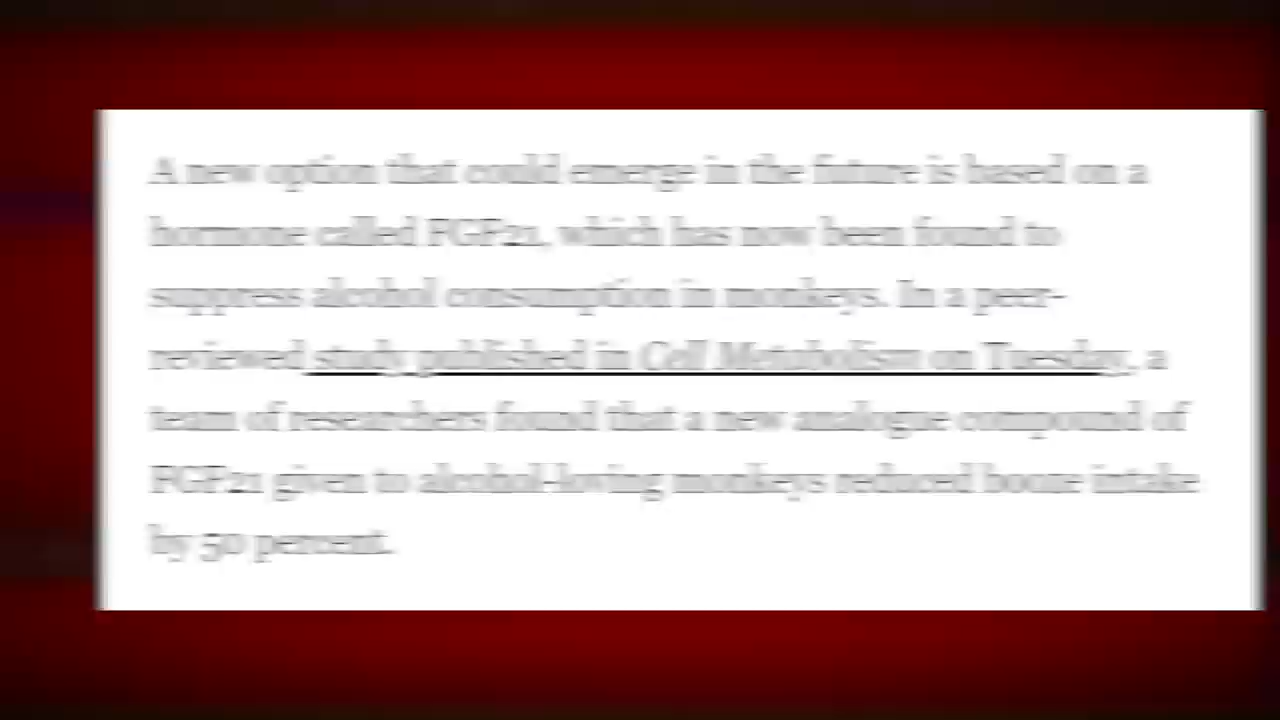 A new option that could emerge in the future is based on a
hormone called FGF21, which has now been found to
suppress alcohol consumption in monkeys. In a peer-
reviewed study published in Cell Metabolism on Tuesday, a
team of researchers found that a new analogue compound of
FGF21 given to alcohol-loving monkeys reduced booze intake
by 50 percent.